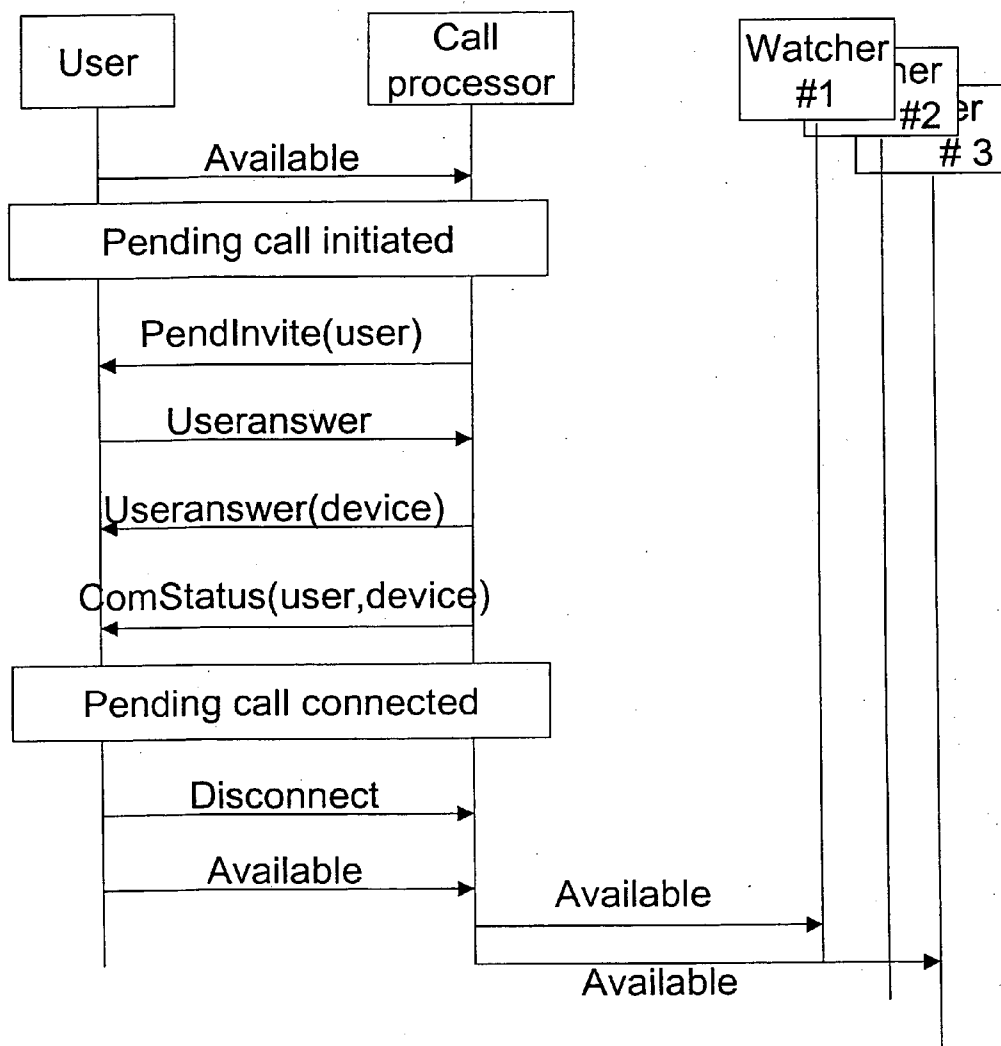 User
Call
processor
Watcher
#1
her
#2
er
# 3
Available
Pending call initiated
PendInvite(user)
Useranswer
Useranswer(device)
ComStatus(user,device)
Pending call connected
Disconnect
Available
Available
Available